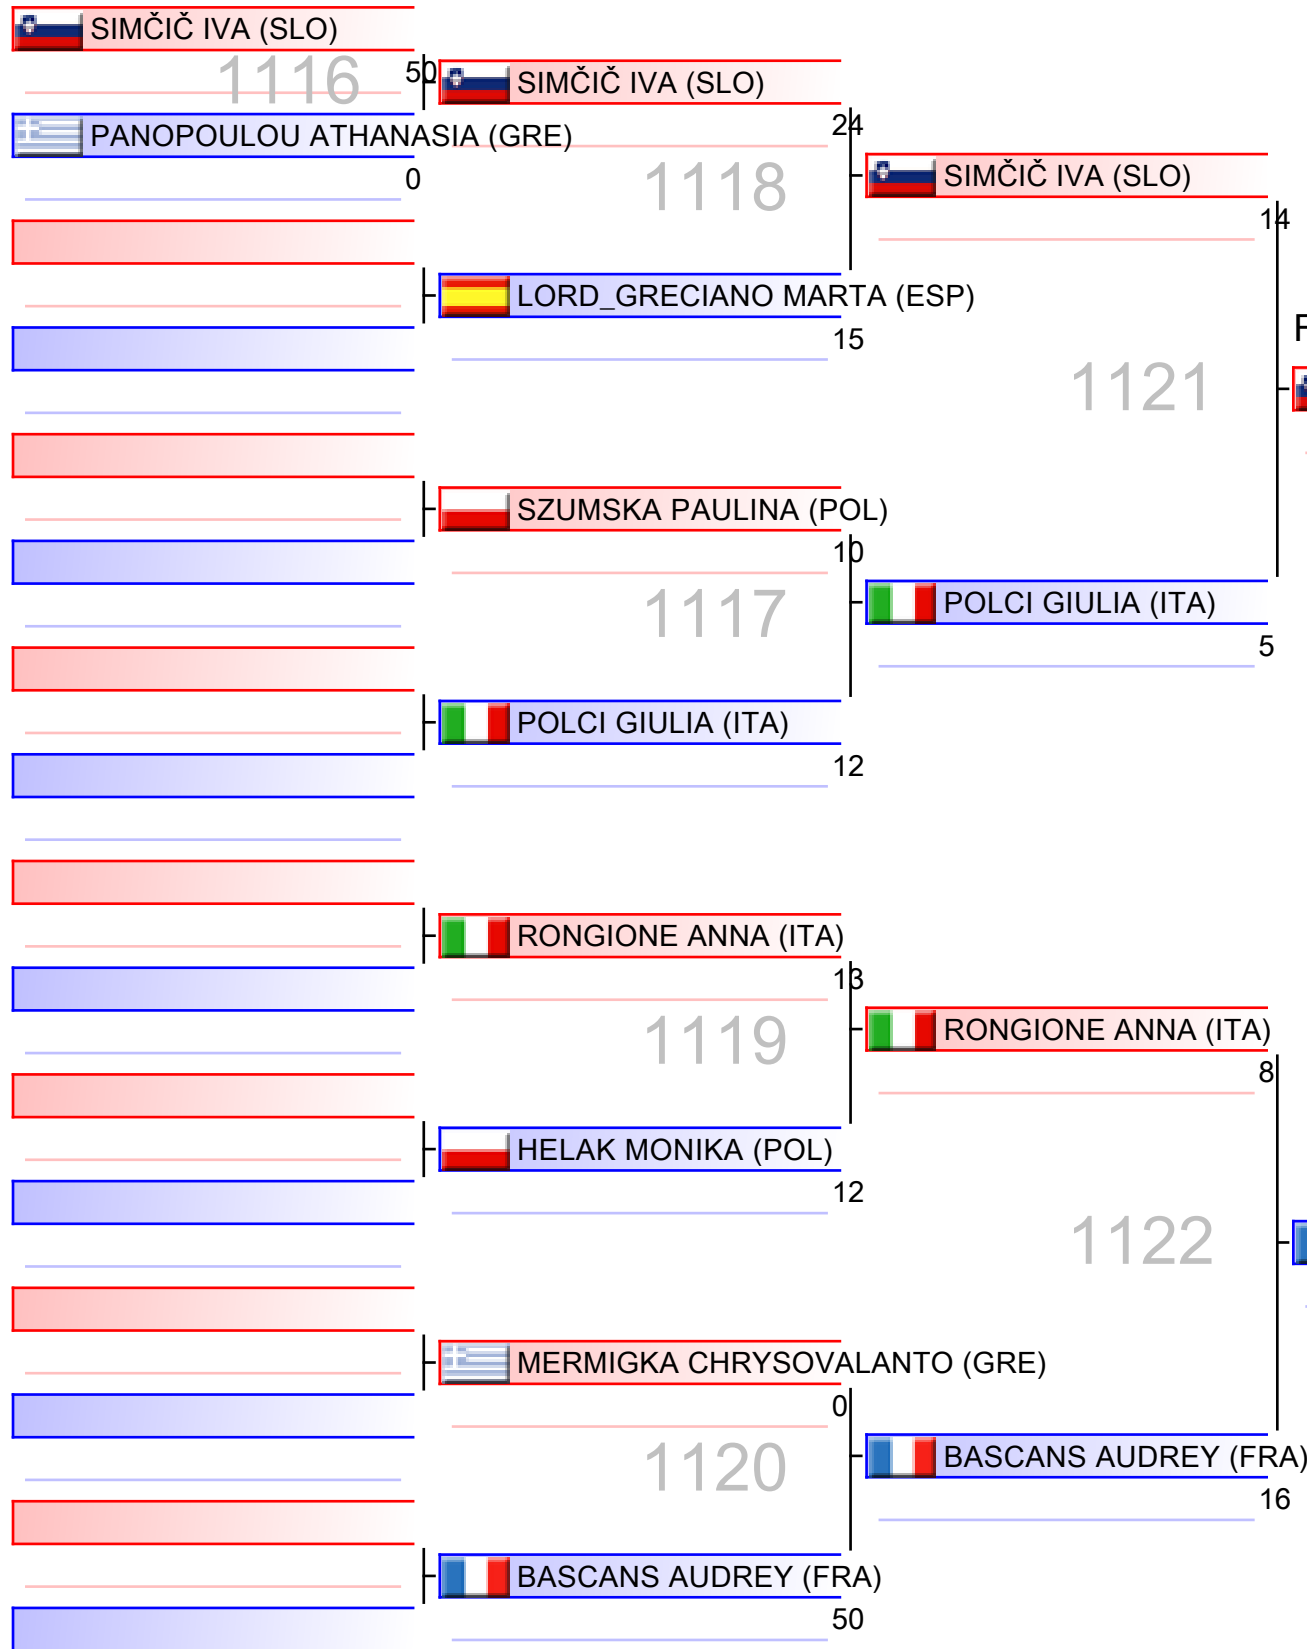 SIMČIČ IVA (SLO)
1116
50
PANOPOULOU ATHANASIA (GRE)
0
SIMČIČ IVA (SLO)
24
1118
LORD_GRECIANO MARTA (ESP)
15
SZUMSKA PAULINA (POL)
10
1117
POLCI GIULIA (ITA)
12
RONGIONE ANNA (ITA)
13
1119
HELAK MONIKA (POL)
12
MERMIGKA CHRYSOVALANTO (GRE)
0
1120
BASCANS AUDREY (FRA)
50
SIMČIČ IVA (SLO)
14
1121
POLCI GIULIA (ITA)
5
RONGIONE ANNA (ITA)
8
1122
BASCANS AUDREY (FRA)
16